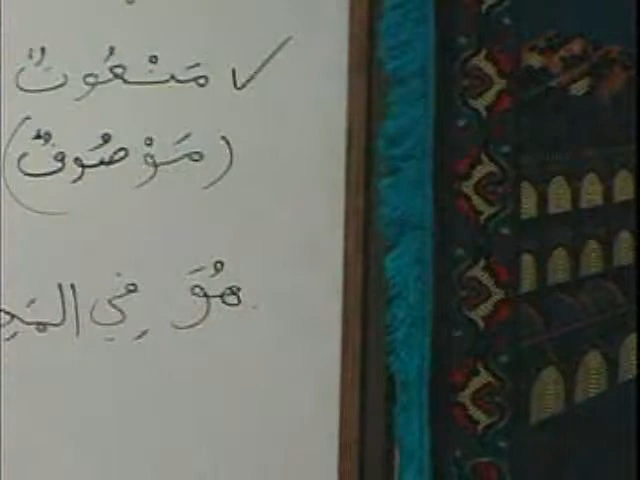 ✓ مَنْعُوتٌ
(مَوْصُوفٌ)
هُوَ فِي